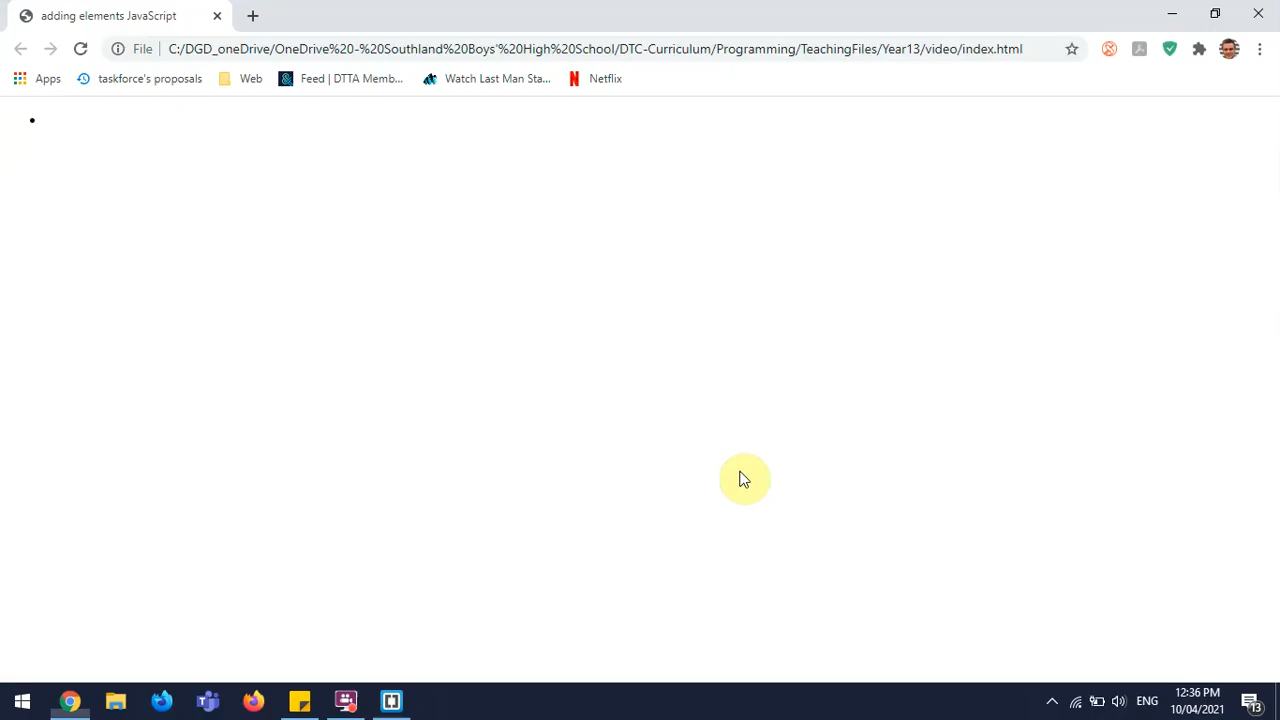 adding elements JavaScript
File C:/DGD_oneDrive/OneDrive%20-%20Southland%20Boys'%20High%20School/DTC-Curriculum/Programming/TeachingFiles/Year13/video/index.html
Apps taskforce's proposals Web Feed | DTTA Memb... Watch Last Man Sta... Netflix
•
ENG 12:36 PM
10/04/2021 13